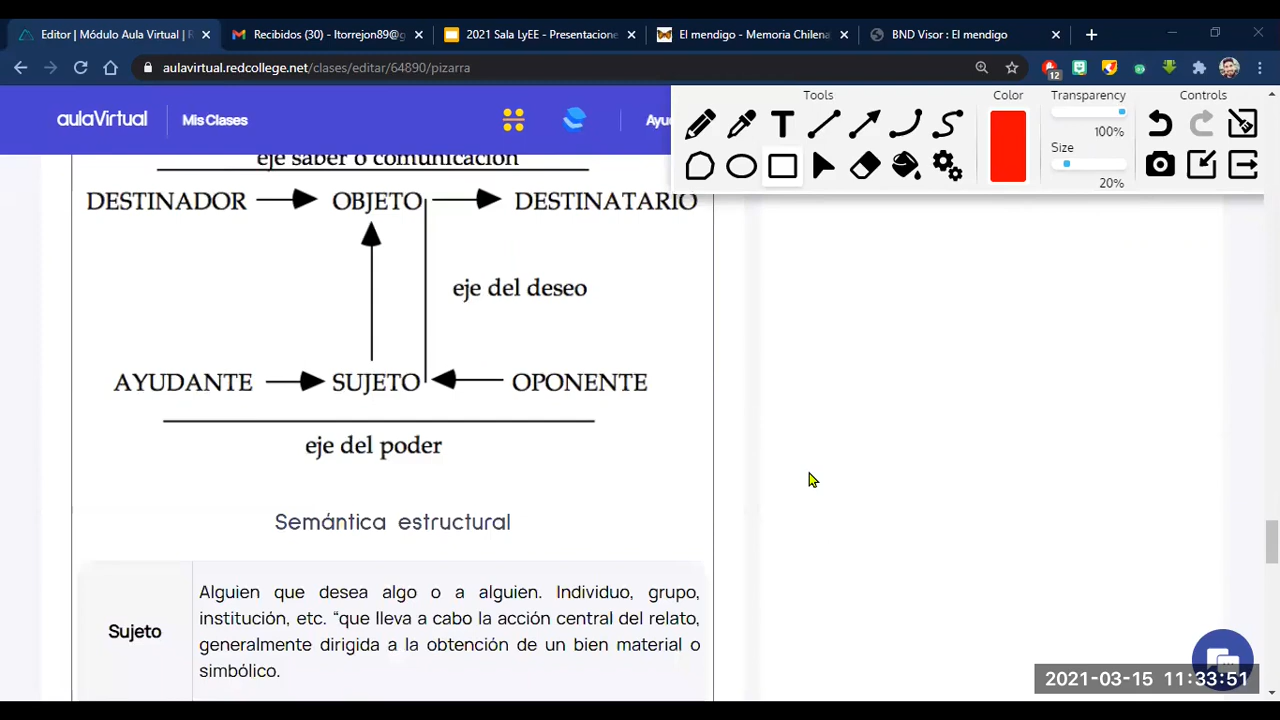 Editor | Módulo Aula Virtual | R
Recibidos (30) - ltorrejon89@g
2021 Sala LyEE - Presentacione
El mendigo - Memoria Chilena
BND Visor : El mendigo
aulavirtual.redcollege.net/clases/editar/64890/pizarra
12
aulaVirtual
Mis Clases
Ayu
Tools
Color
Transparency
Controls
100%
Size
20%
eje saber o comunicación
DESTINADOR
OBJETO
DESTINATARIO
eje del deseo
AYUDANTE
SUJETO
OPONENTE
eje del poder
Semántica estructural
Sujeto
Alguien que desea algo o a alguien. Individuo, grupo,
institución, etc. “que lleva a cabo la acción central del relato,
generalmente dirigida a la obtención de un bien material o
simbólico.
2021-03-15 11:33:51